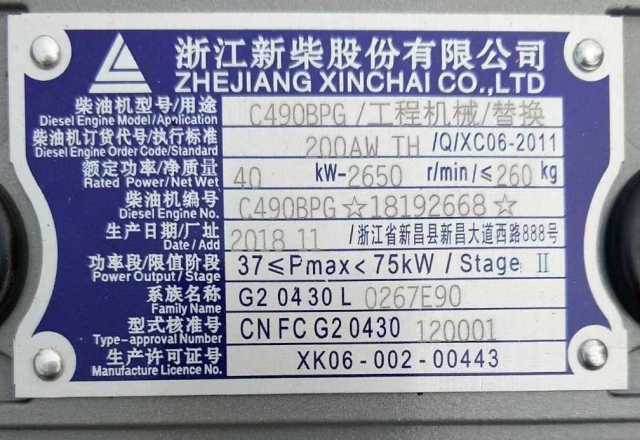 浙江新柴股份有限公司
ZHEJIANG XINCHAI CO.,LTD
柴油机型号/用途 C490BPG/工程机械/替换
Diesel Engine Model/Application
柴油机订货代号/执行标准 200AW TH /Q/XC06-2011
Diesel Engine Order Code/Standard
额定功率/净质量 40 kW-2650 r/min/≤260kg
Rated Power/Net Wet
柴油机编号 C490BPG☆18192668☆
Diesel Engine No.
生产日期/厂址 2018 11 /浙江省新昌县新昌大道西路888号
Date / Add
功率段/限值阶段 37≤Pmax<75kW / Stage II
Power Output / Stage
系族名称 G2 0430L 0267E90
Family Name
型式核准号 CN FC G2 0430 120001
Type-approval Number
生产许可证号 XK06-002-00443
Manufacture Licence No.